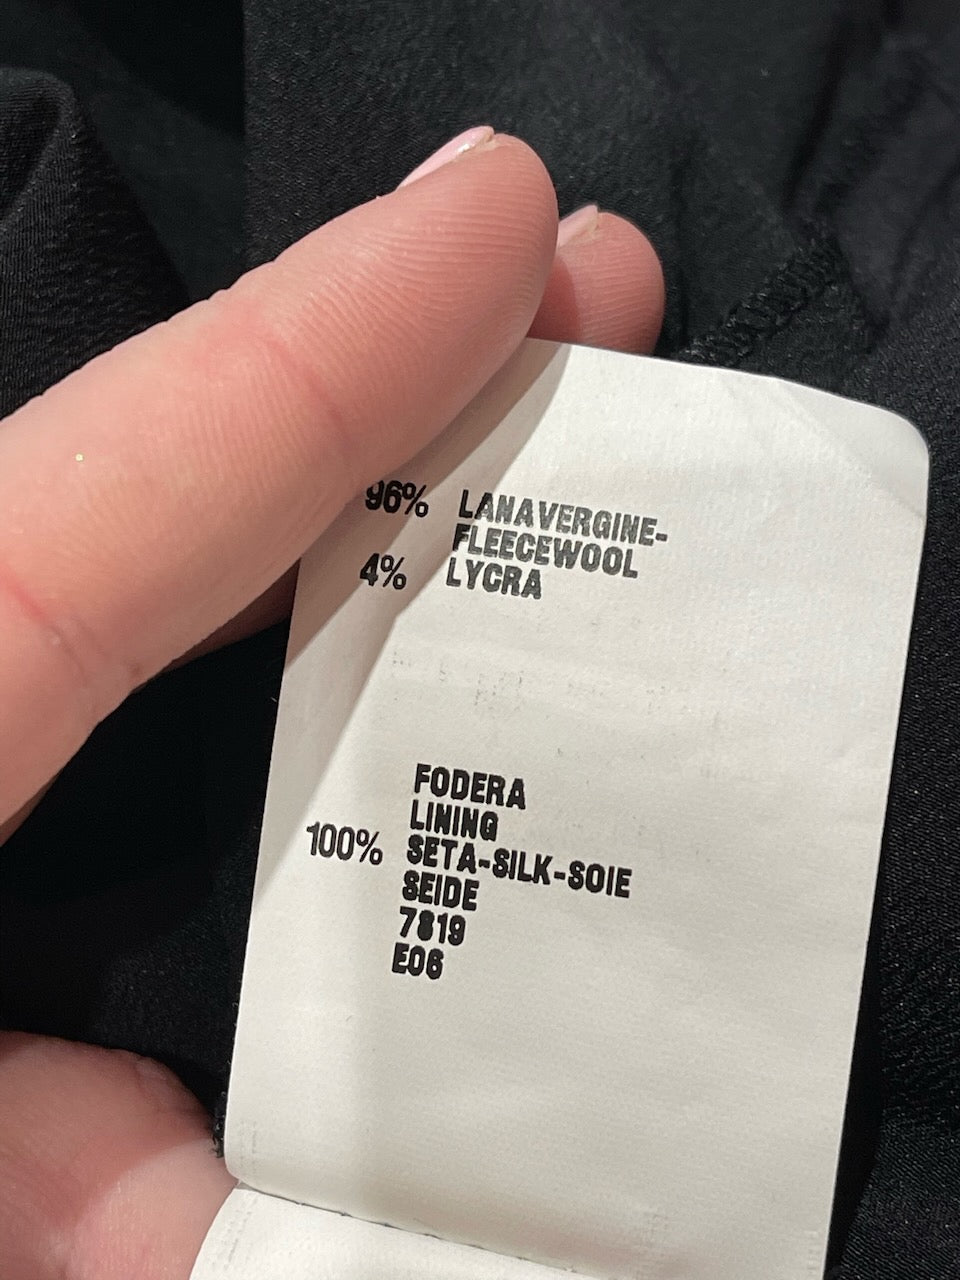 96% LANAVERGINE-
FLEECEWOOL
4% LYCRA
FODERA
LINING
100% SETA-SILK-SOIE
SEIDE
7819
E06